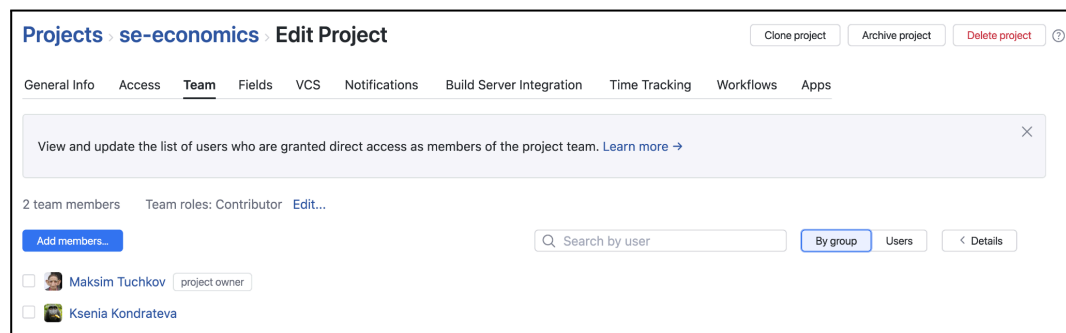 Projects › se-economics › Edit Project Clone project Archive project Delete project ?
General Info Access Team Fields VCS Notifications Build Server Integration Time Tracking Workflows Apps
View and update the list of users who are granted direct access as members of the project team. Learn more →
2 team members Team roles: Contributor Edit...
Add members… Search by user By group Users < Details
Maksim Tuchkov project owner
Ksenia Kondrateva